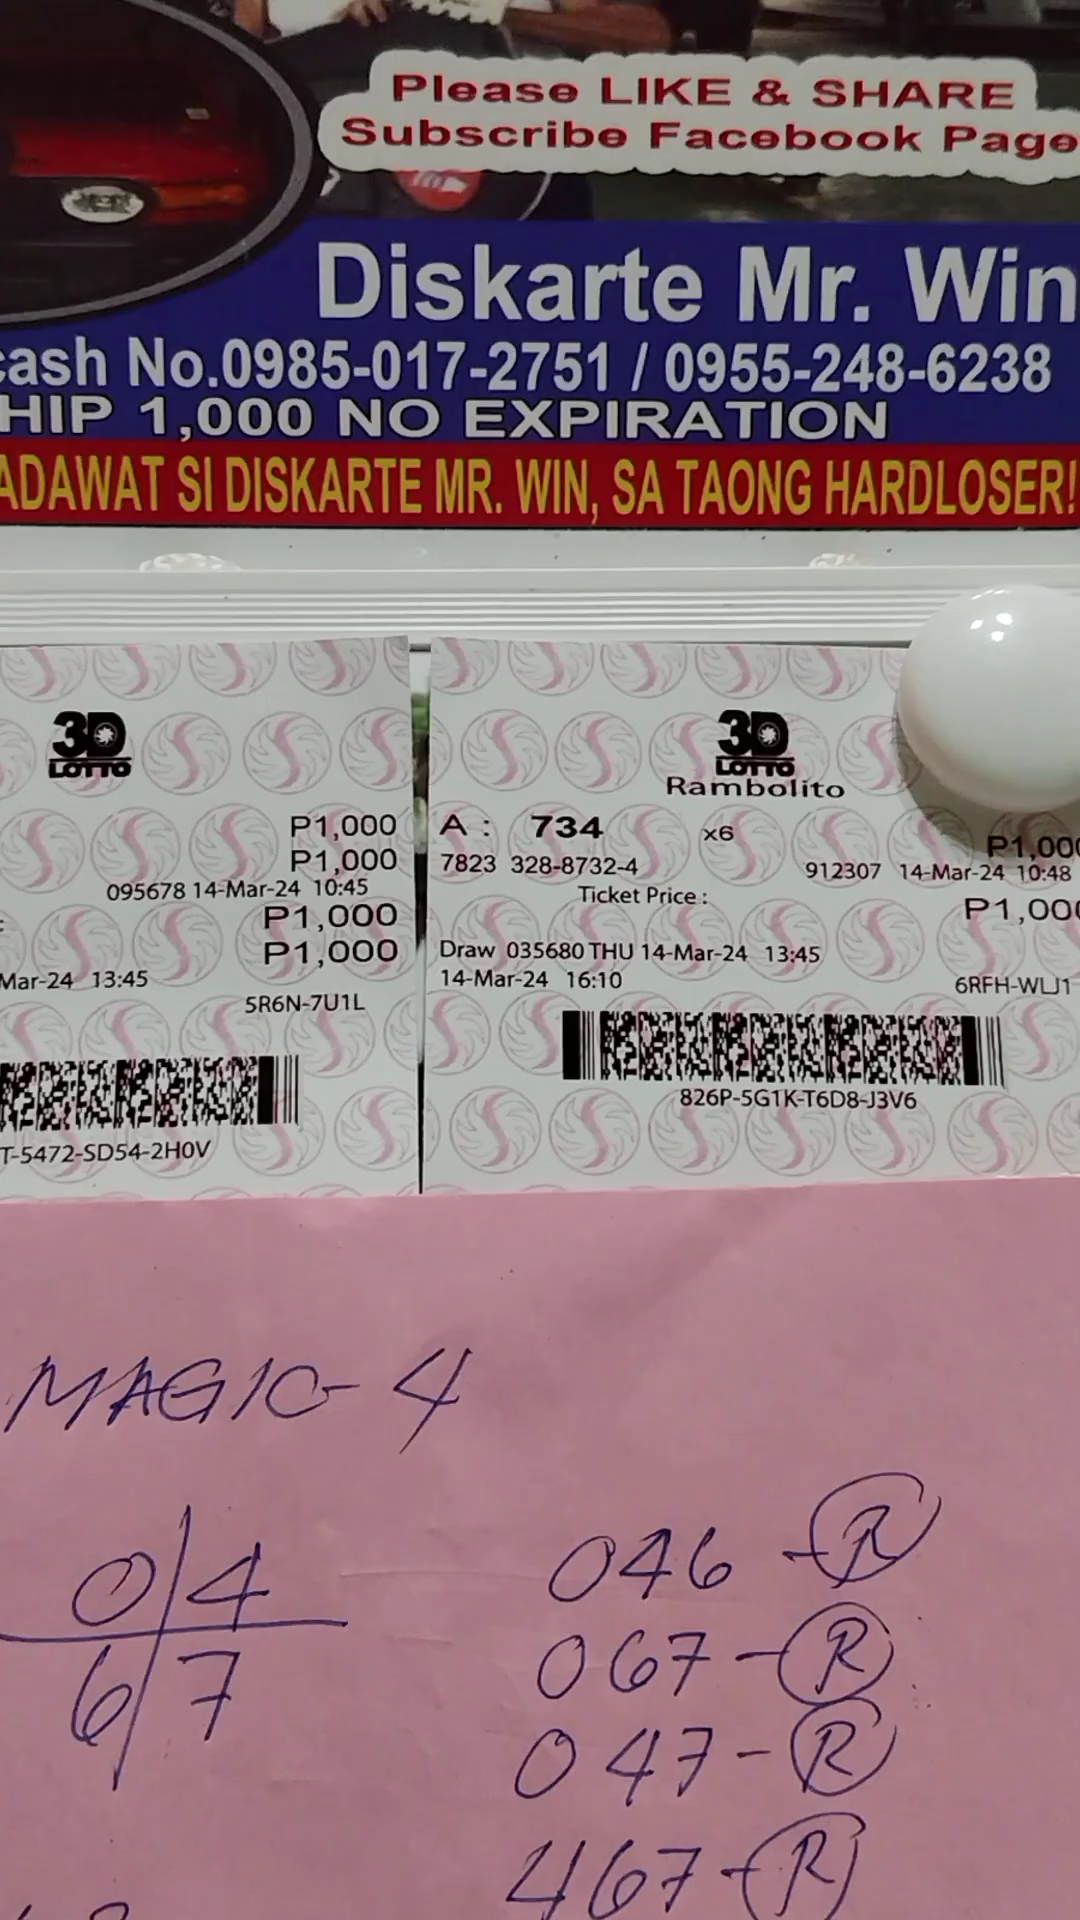 Please LIKE & SHARE
Subscribe Facebook Page
Diskarte Mr. Win
cash No.0985-017-2751 / 0955-248-6238
HIP 1,000 NO EXPIRATION
ADAWAT SI DISKARTE MR. WIN, SA TAONG HARDLOSER!
3D
LOTTO
P1,000
P1,000
095678 14-Mar-24 10:45
P1,000
P1,000
Mar-24 13:45
5R6N-7U1L
T-5472-SD54-2H0V
3D
LOTTO
Rambolito
A : 734 x6 P1,000
7823 328-8732-4 912307 14-Mar-24 10:48
Ticket Price :
P1,000
Draw 035680 THU 14-Mar-24 13:45
14-Mar-24 16:10 6RFH-WLJ1
826P-5G1K-T6D8-J3V6
MAGIC-4
0 4
6 7
046 - R
067 - R
047 - R
467 - R